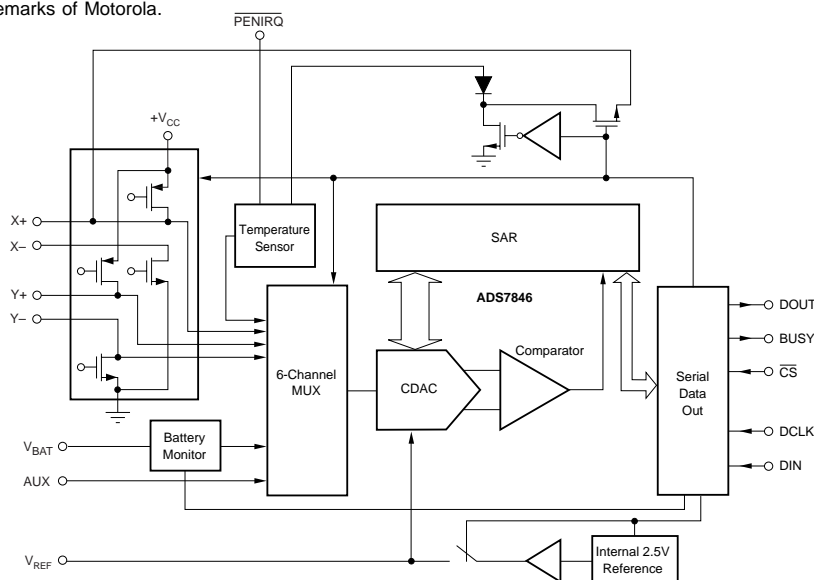 emarks of Motorola.
PENIRQ
+VCC
X+
X–
Y+
Y–
Temperature
Sensor
SAR
ADS7846
6-Channel
MUX
CDAC
Comparator
Serial
Data
Out
DOUT
BUSY
CS
DCLK
DIN
VBAT
Battery
Monitor
AUX
VREF
Internal 2.5V
Reference